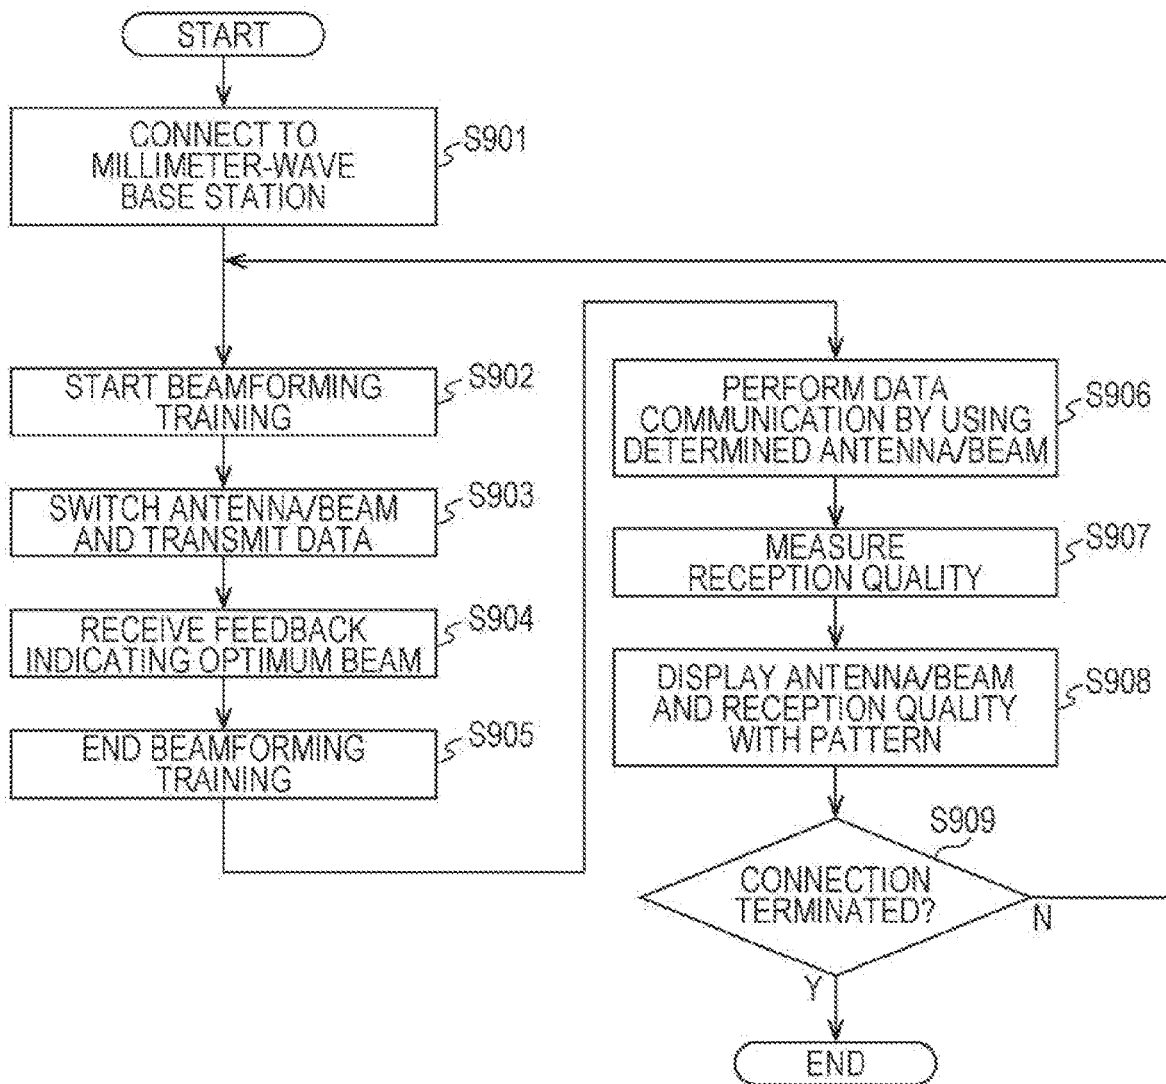 START
CONNECT TO
MILLIMETER-WAVE
BASE STATION
S901
START BEAMFORMING
TRAINING
S902
SWITCH ANTENNA/BEAM
AND TRANSMIT DATA
S903
RECEIVE FEEDBACK
INDICATING OPTIMUM BEAM
S904
END BEAMFORMING
TRAINING
S905
PERFORM DATA
COMMUNICATION BY USING
DETERMINED ANTENNA/BEAM
S906
MEASURE
RECEPTION QUALITY
S907
DISPLAY ANTENNA/BEAM
AND RECEPTION QUALITY
WITH PATTERN
S908
S909
CONNECTION
TERMINATED?
N
Y
END